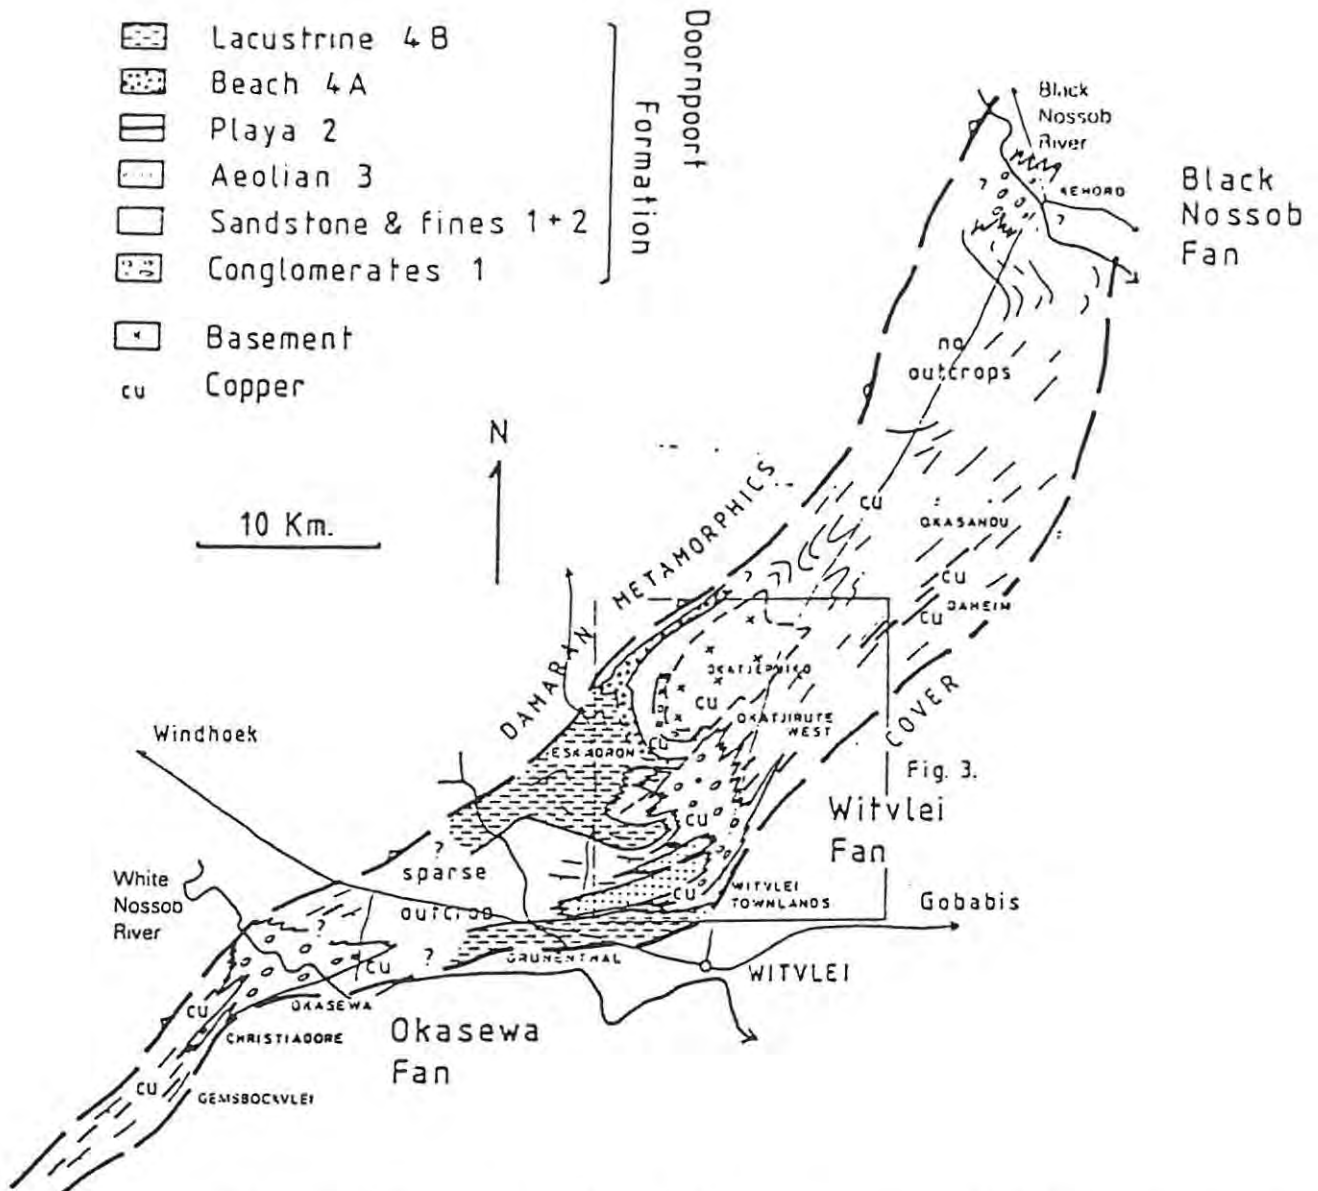 Lacustrine 4B
Beach 4A
Playa 2
Aeolian 3
Sandstone & fines 1+2
Conglomerates 1
Doornpoort
Formation
Basement
cu Copper
N
10 Km.
Black
Nossob
River
Black
Nossob
Fan
?
?
no
outcrops
cu
OKASANDU
cu
cu DAHEIM
DAMARAN METAMORPHICS
?
cu
OKATJIRUTE
WEST
COVER
ESKADRON
cu
Fig. 3.
Windhoek
cu
Witvlei
Fan
?
sparse
outcrop
White
Nossob
River
cu
WITVLEI
TOWNLANDS
Gobabis
?
cu
?
GRUNENTHAL
WITVLEI
OKASEWA
cu
CHRISTIADORE
Okasewa
Fan
cu
GEMSBOCKVLEI